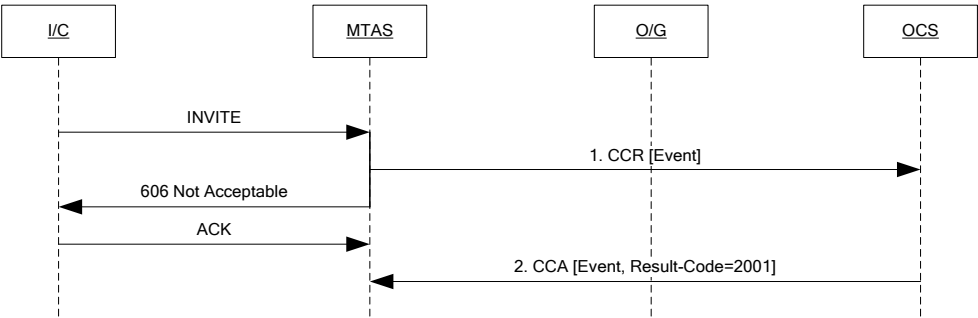 I/C
MTAS
O/G
OCS
INVITE
1. CCR [Event]
606 Not Acceptable
ACK
2. CCA [Event, Result-Code=2001]